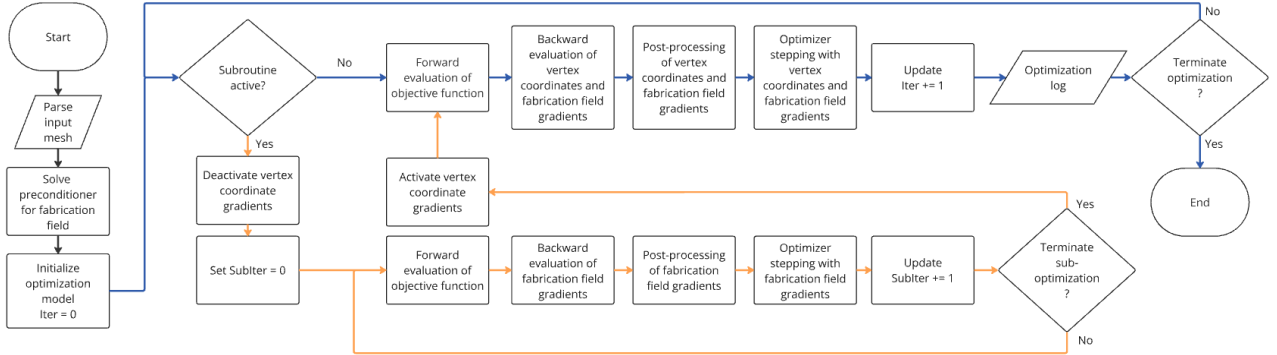 Start
Parse
input
mesh
Solve
preconditioner
for fabrication
field
Initialize
optimization
model
Iter = 0
Subroutine
active?
No
Yes
Forward
evaluation of
objective function
Backward
evaluation of
vertex
coordinates and
fabrication field
gradients
Post-processing
of vertex
coordinates and
fabrication field
gradients
Optimizer
stepping with
vertex
coordinates and
fabrication field
gradients
Update
Iter += 1
Optimization
log
Terminate
optimization
?
No
Yes
End
Deactivate vertex
coordinate
gradients
Activate vertex
coordinate
gradients
Set SubIter = 0
Forward
evaluation of
objective function
Backward
evaluation of
fabrication field
gradients
Post-processing
of fabrication
field gradients
Optimizer
stepping with
fabrication field
gradients
Update
SubIter += 1
Terminate
sub-
optimization
?
Yes
No